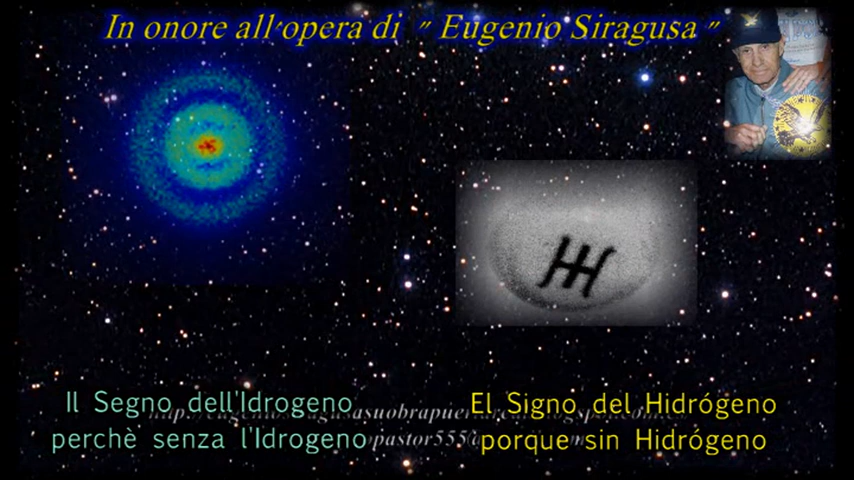 In onore all'opera di " Eugenio Siragusa "
Il Segno dell'Idrogeno
perchè senza l'Idrogeno
El Signo del Hidrógeno
porque sin Hidrógeno